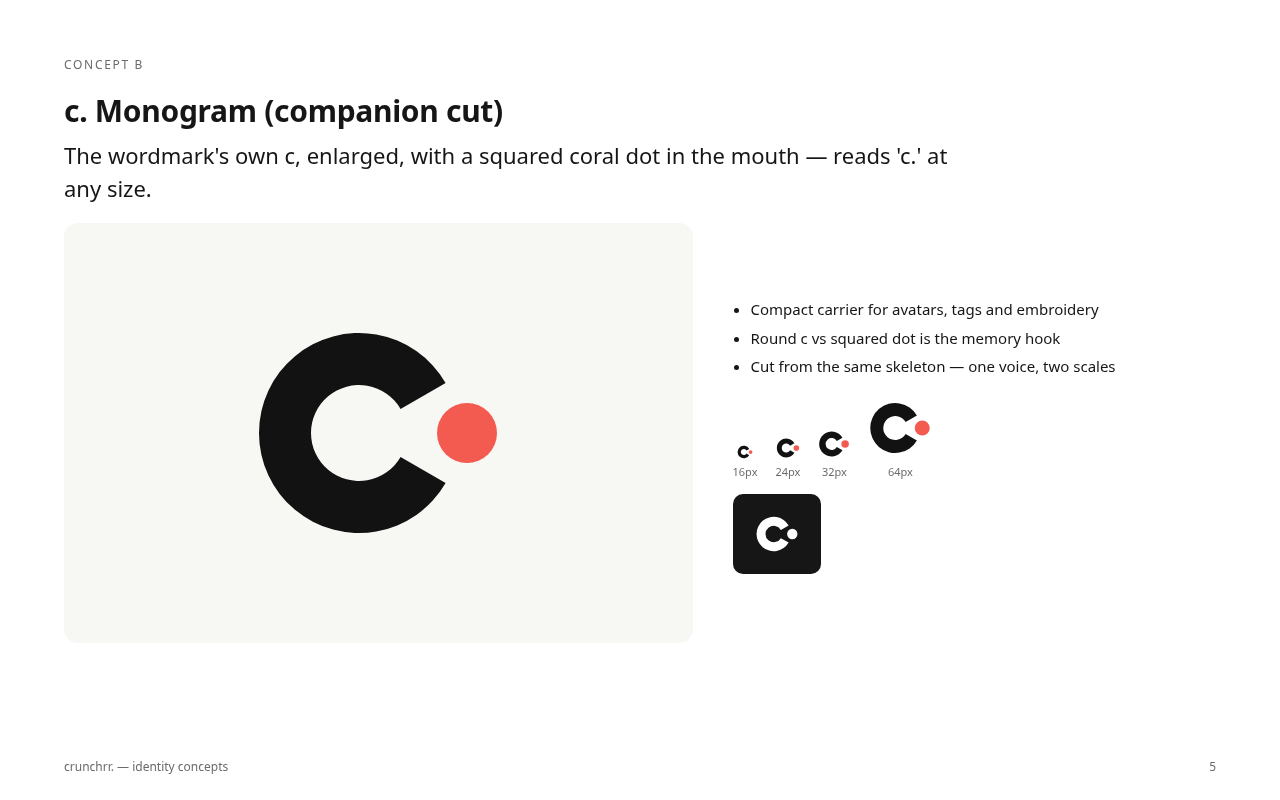 CONCEPT B
c. Monogram (companion cut)
The wordmark's own c, enlarged, with a squared coral dot in the mouth — reads 'c.' at
any size.
• Compact carrier for avatars, tags and embroidery
• Round c vs squared dot is the memory hook
• Cut from the same skeleton — one voice, two scales
16px 24px 32px 64px
crunchrr. — identity concepts
5